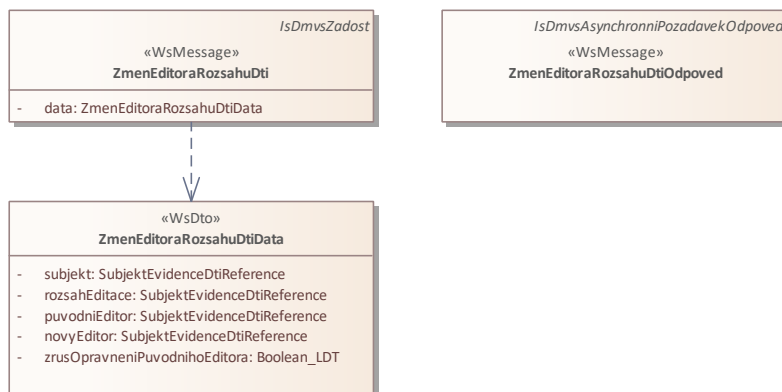 IsDmvsZadost
«WsMessage»
ZmenEditoraRozsahuDti
- data: ZmenEditoraRozsahuDtiData
IsDmvsAsynchronniPozadavekOdpoved
«WsMessage»
ZmenEditoraRozsahuDtiOdpoved
«WsDto»
ZmenEditoraRozsahuDtiData
- subjekt: SubjektEvidenceDtiReference
- rozsahEditace: SubjektEvidenceDtiReference
- puvodniEditor: SubjektEvidenceDtiReference
- novyEditor: SubjektEvidenceDtiReference
- zrusOpravneniPuvodnihoEditora: Boolean_LDT